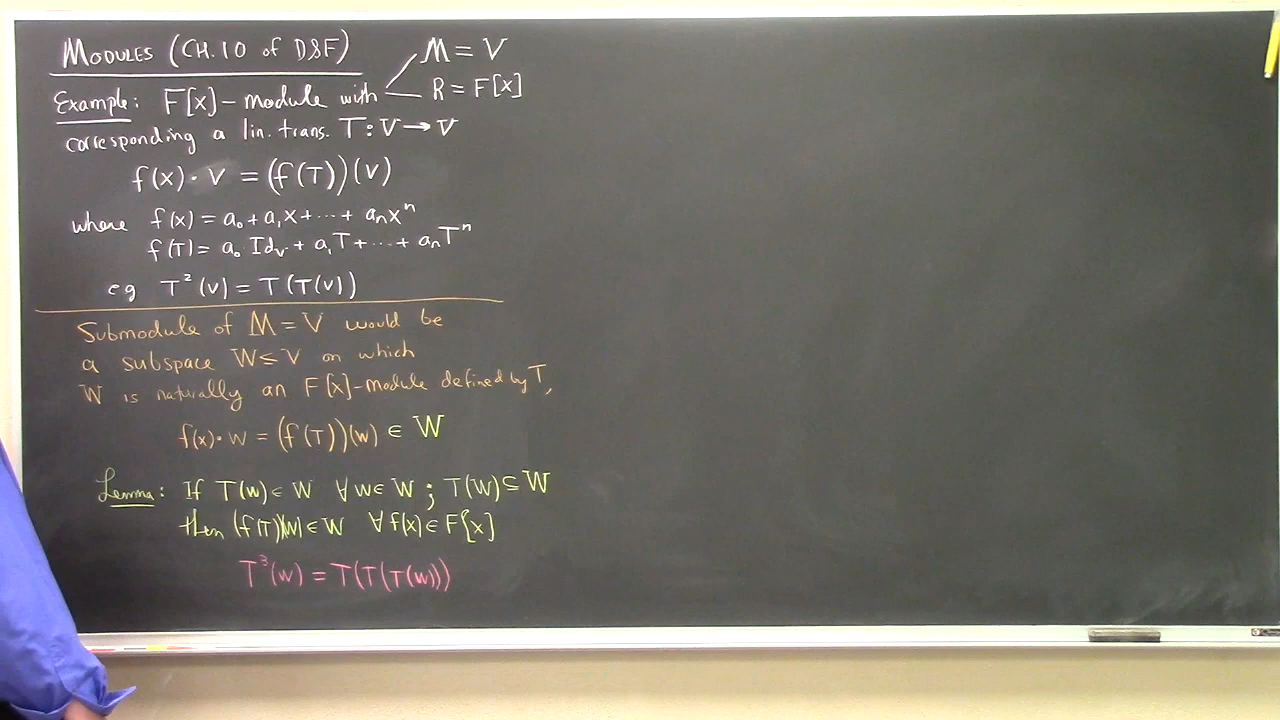 MODULES (CH.10 of D&F)
M = V
R = F[x]
Example: F[x]-module with
corresponding a lin. trans. T: V → V
f(x)·v = (f(T))(v)
where f(x) = a₀ + a₁x + ⋯ + aₙxⁿ
f(T) = a₀ Id_V + a₁T + ⋯ + aₙTⁿ
eg T²(v) = T(T(v))
Submodule of M = V would be
a subspace W ≤ V on which
W is naturally an F[x]-module defined by T,
f(x)·w = (f(T))(w) ∈ W
Lemma: If T(w) ∈ W ∀w ∈ W ; T(W) ⊆ W
then (f(T))(w) ∈ W ∀f(x) ∈ F[x]
T³(w) = T(T(T(w)))